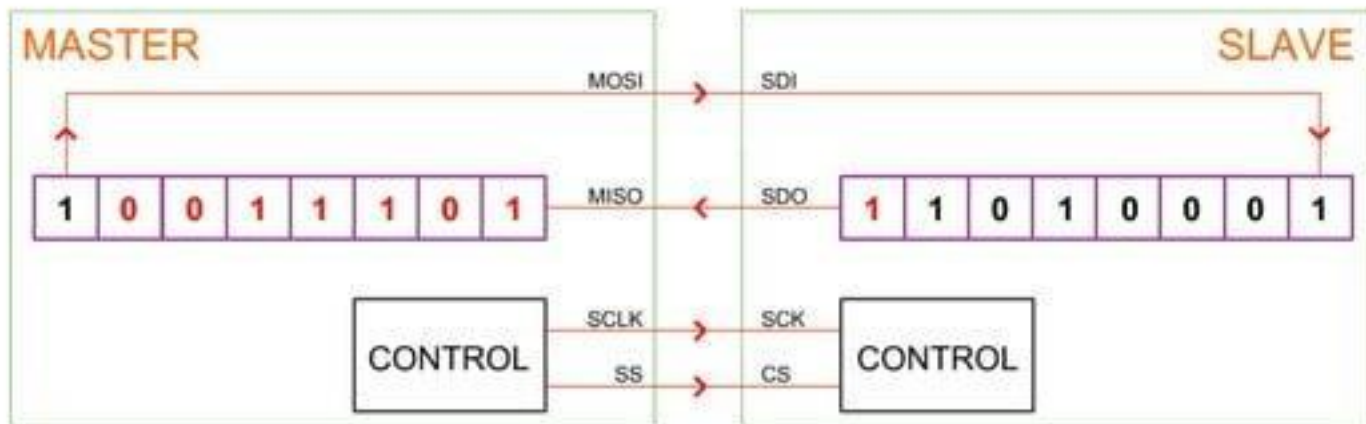 MASTER
SLAVE
MOSI
SDI
1 0 0 1 1 1 0 1
MISO
SDO
1 1 0 1 0 0 0 1
SCLK
SCK
CONTROL
CONTROL
SS
CS